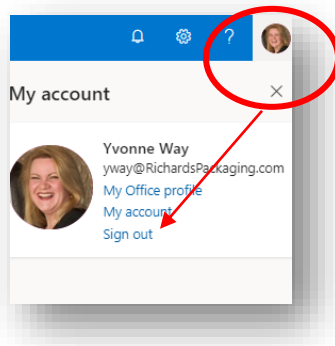 ?
My account
Yvonne Way
yway@RichardsPackaging.com
My Office profile
My account
Sign out